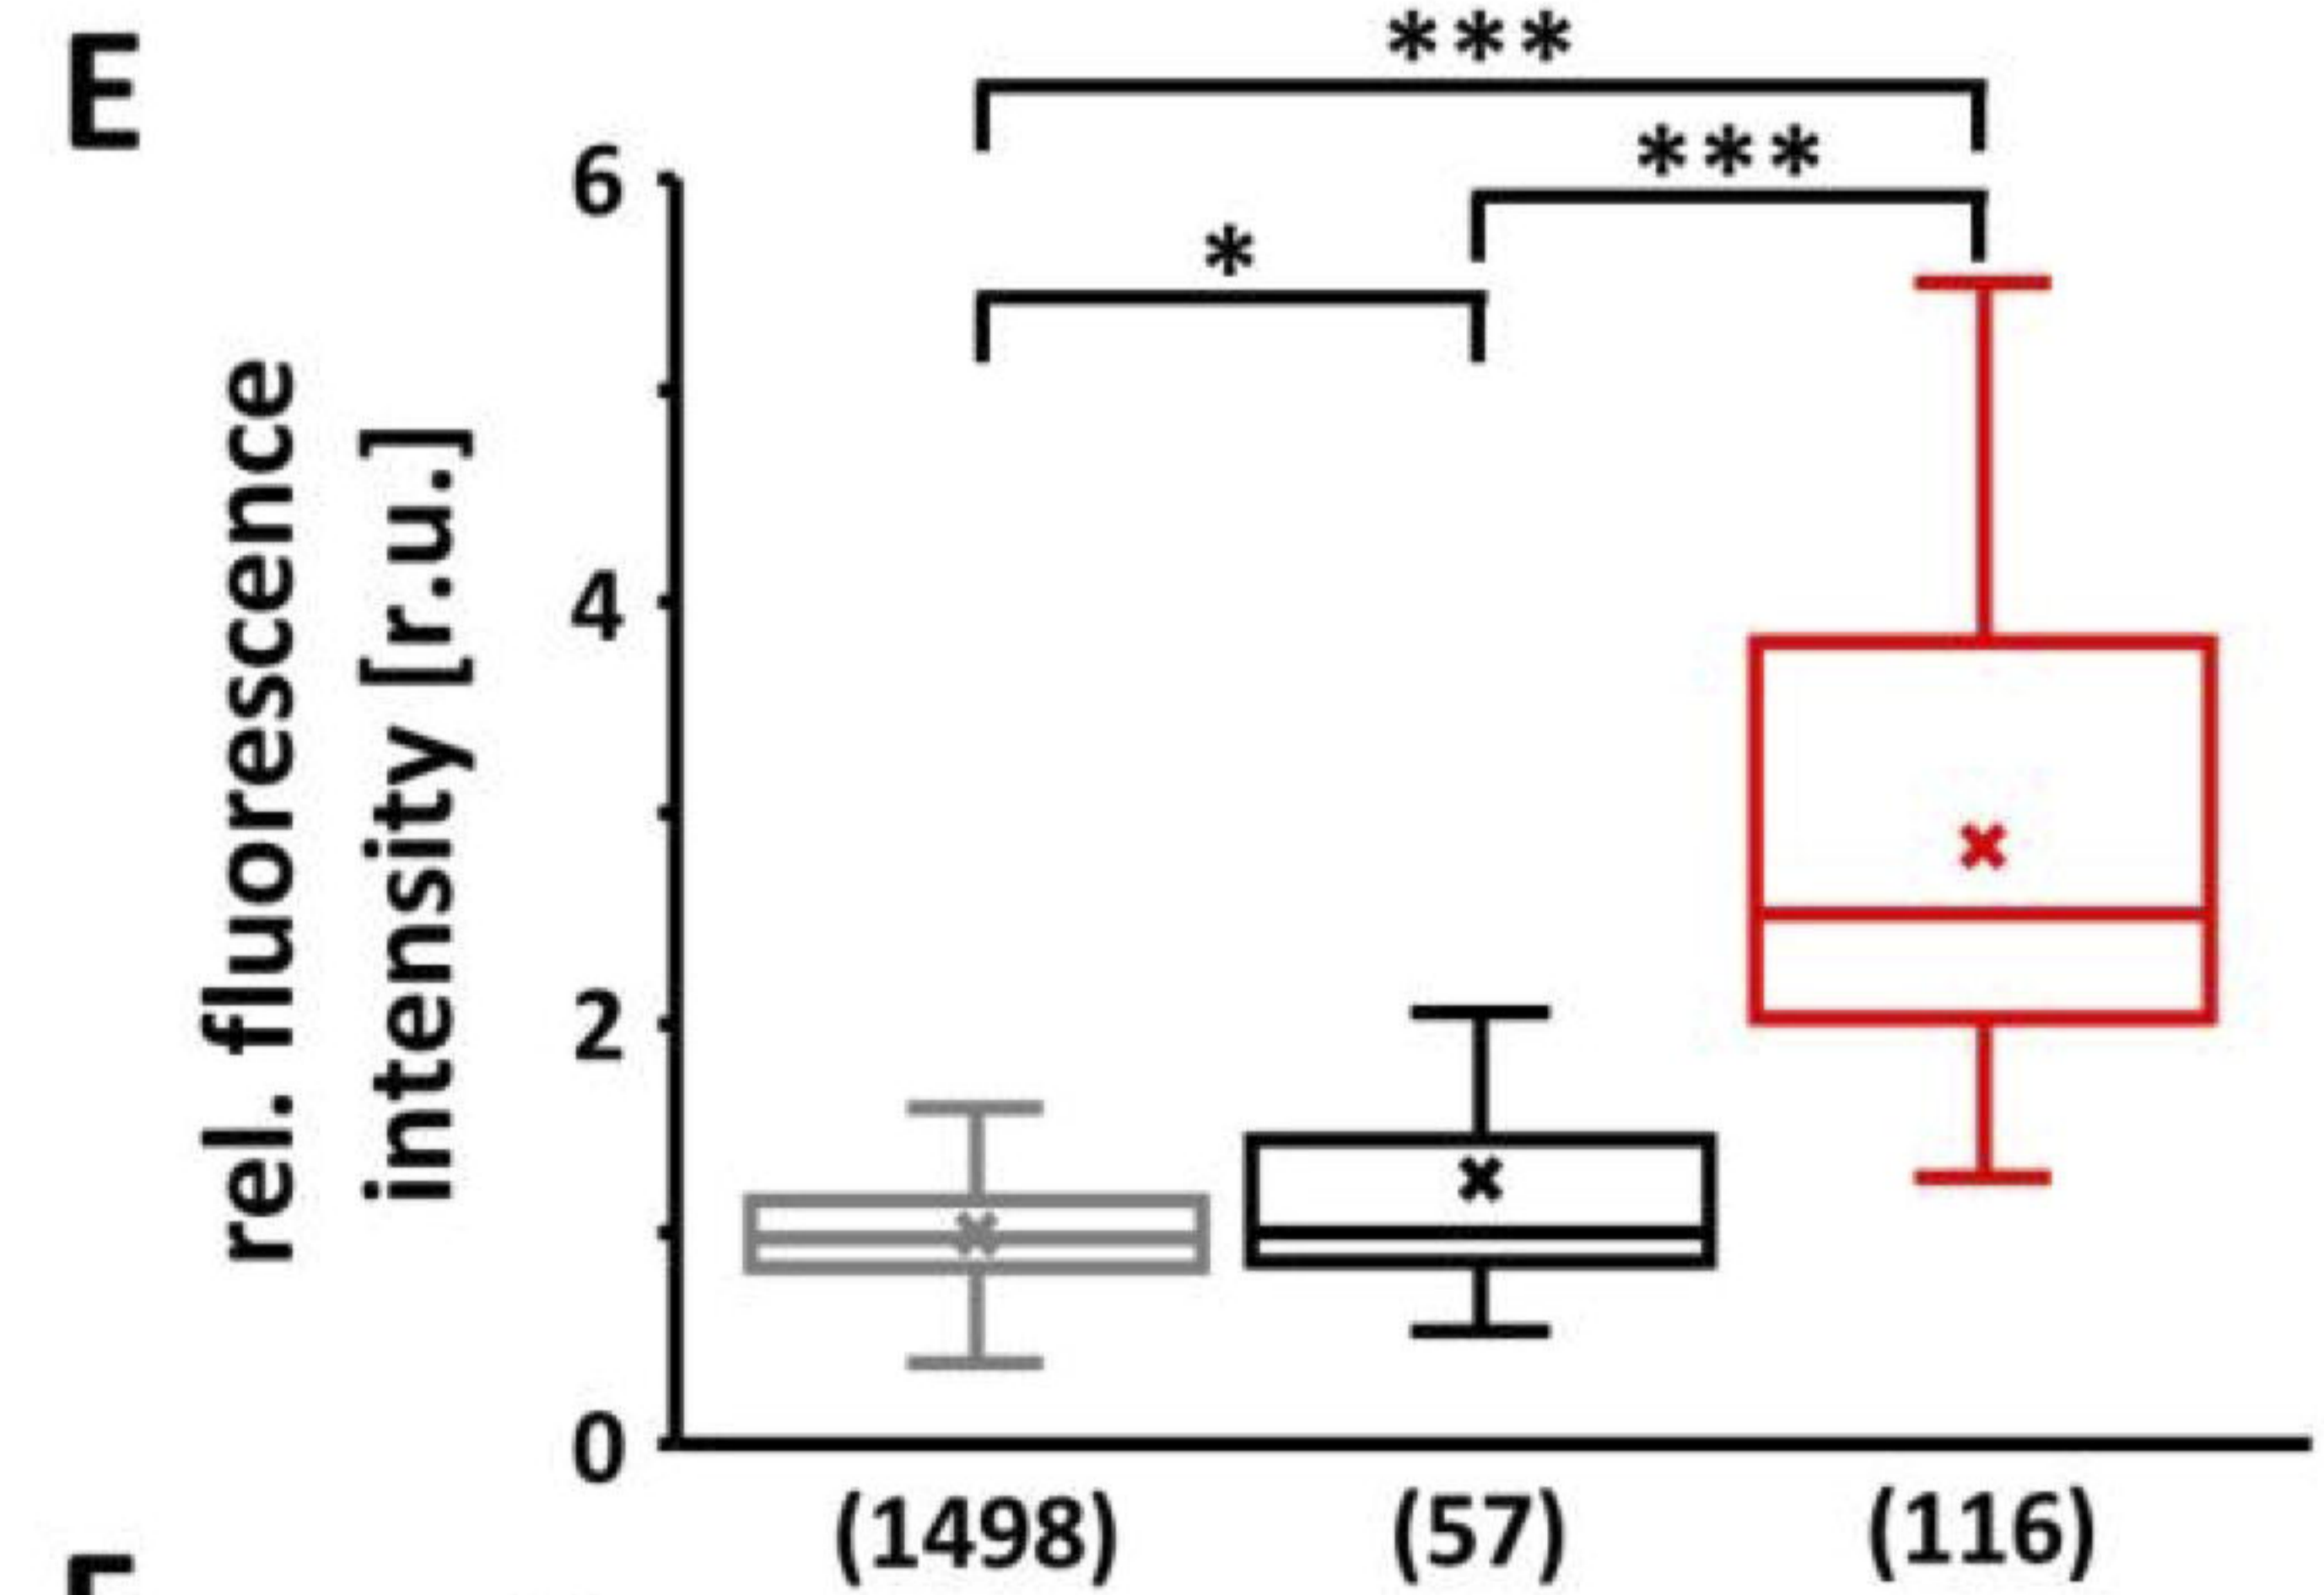 E
***
***
*
6
4
2
0
rel. fluorescence
intensity [r.u.]
(1498) (57) (116)